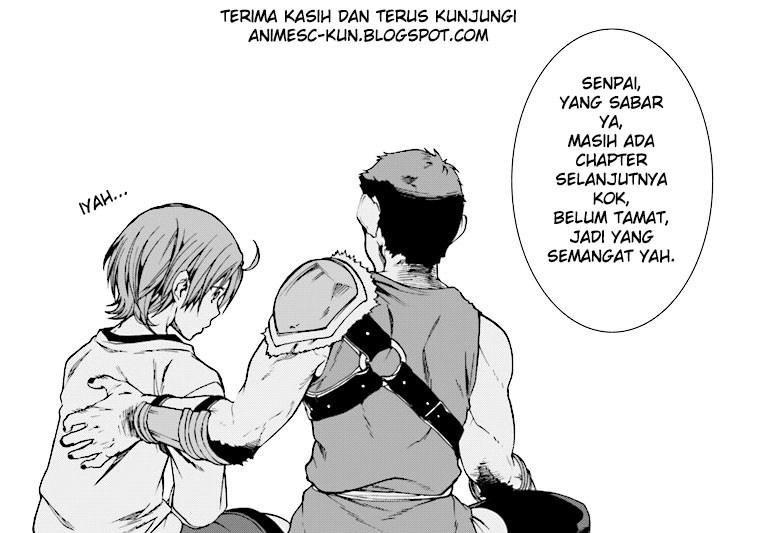 TERIMA KASIH DAN TERUS KUNJUNGI
ANIMESC-KUN.BLOGSPOT.COM
SENPAI,
YANG SABAR
YA,
MASIH ADA
CHAPTER
SELANJUTNYA
KOK,
BELUM TAMAT,
JADI YANG
SEMANGAT YAH.
IYAH...